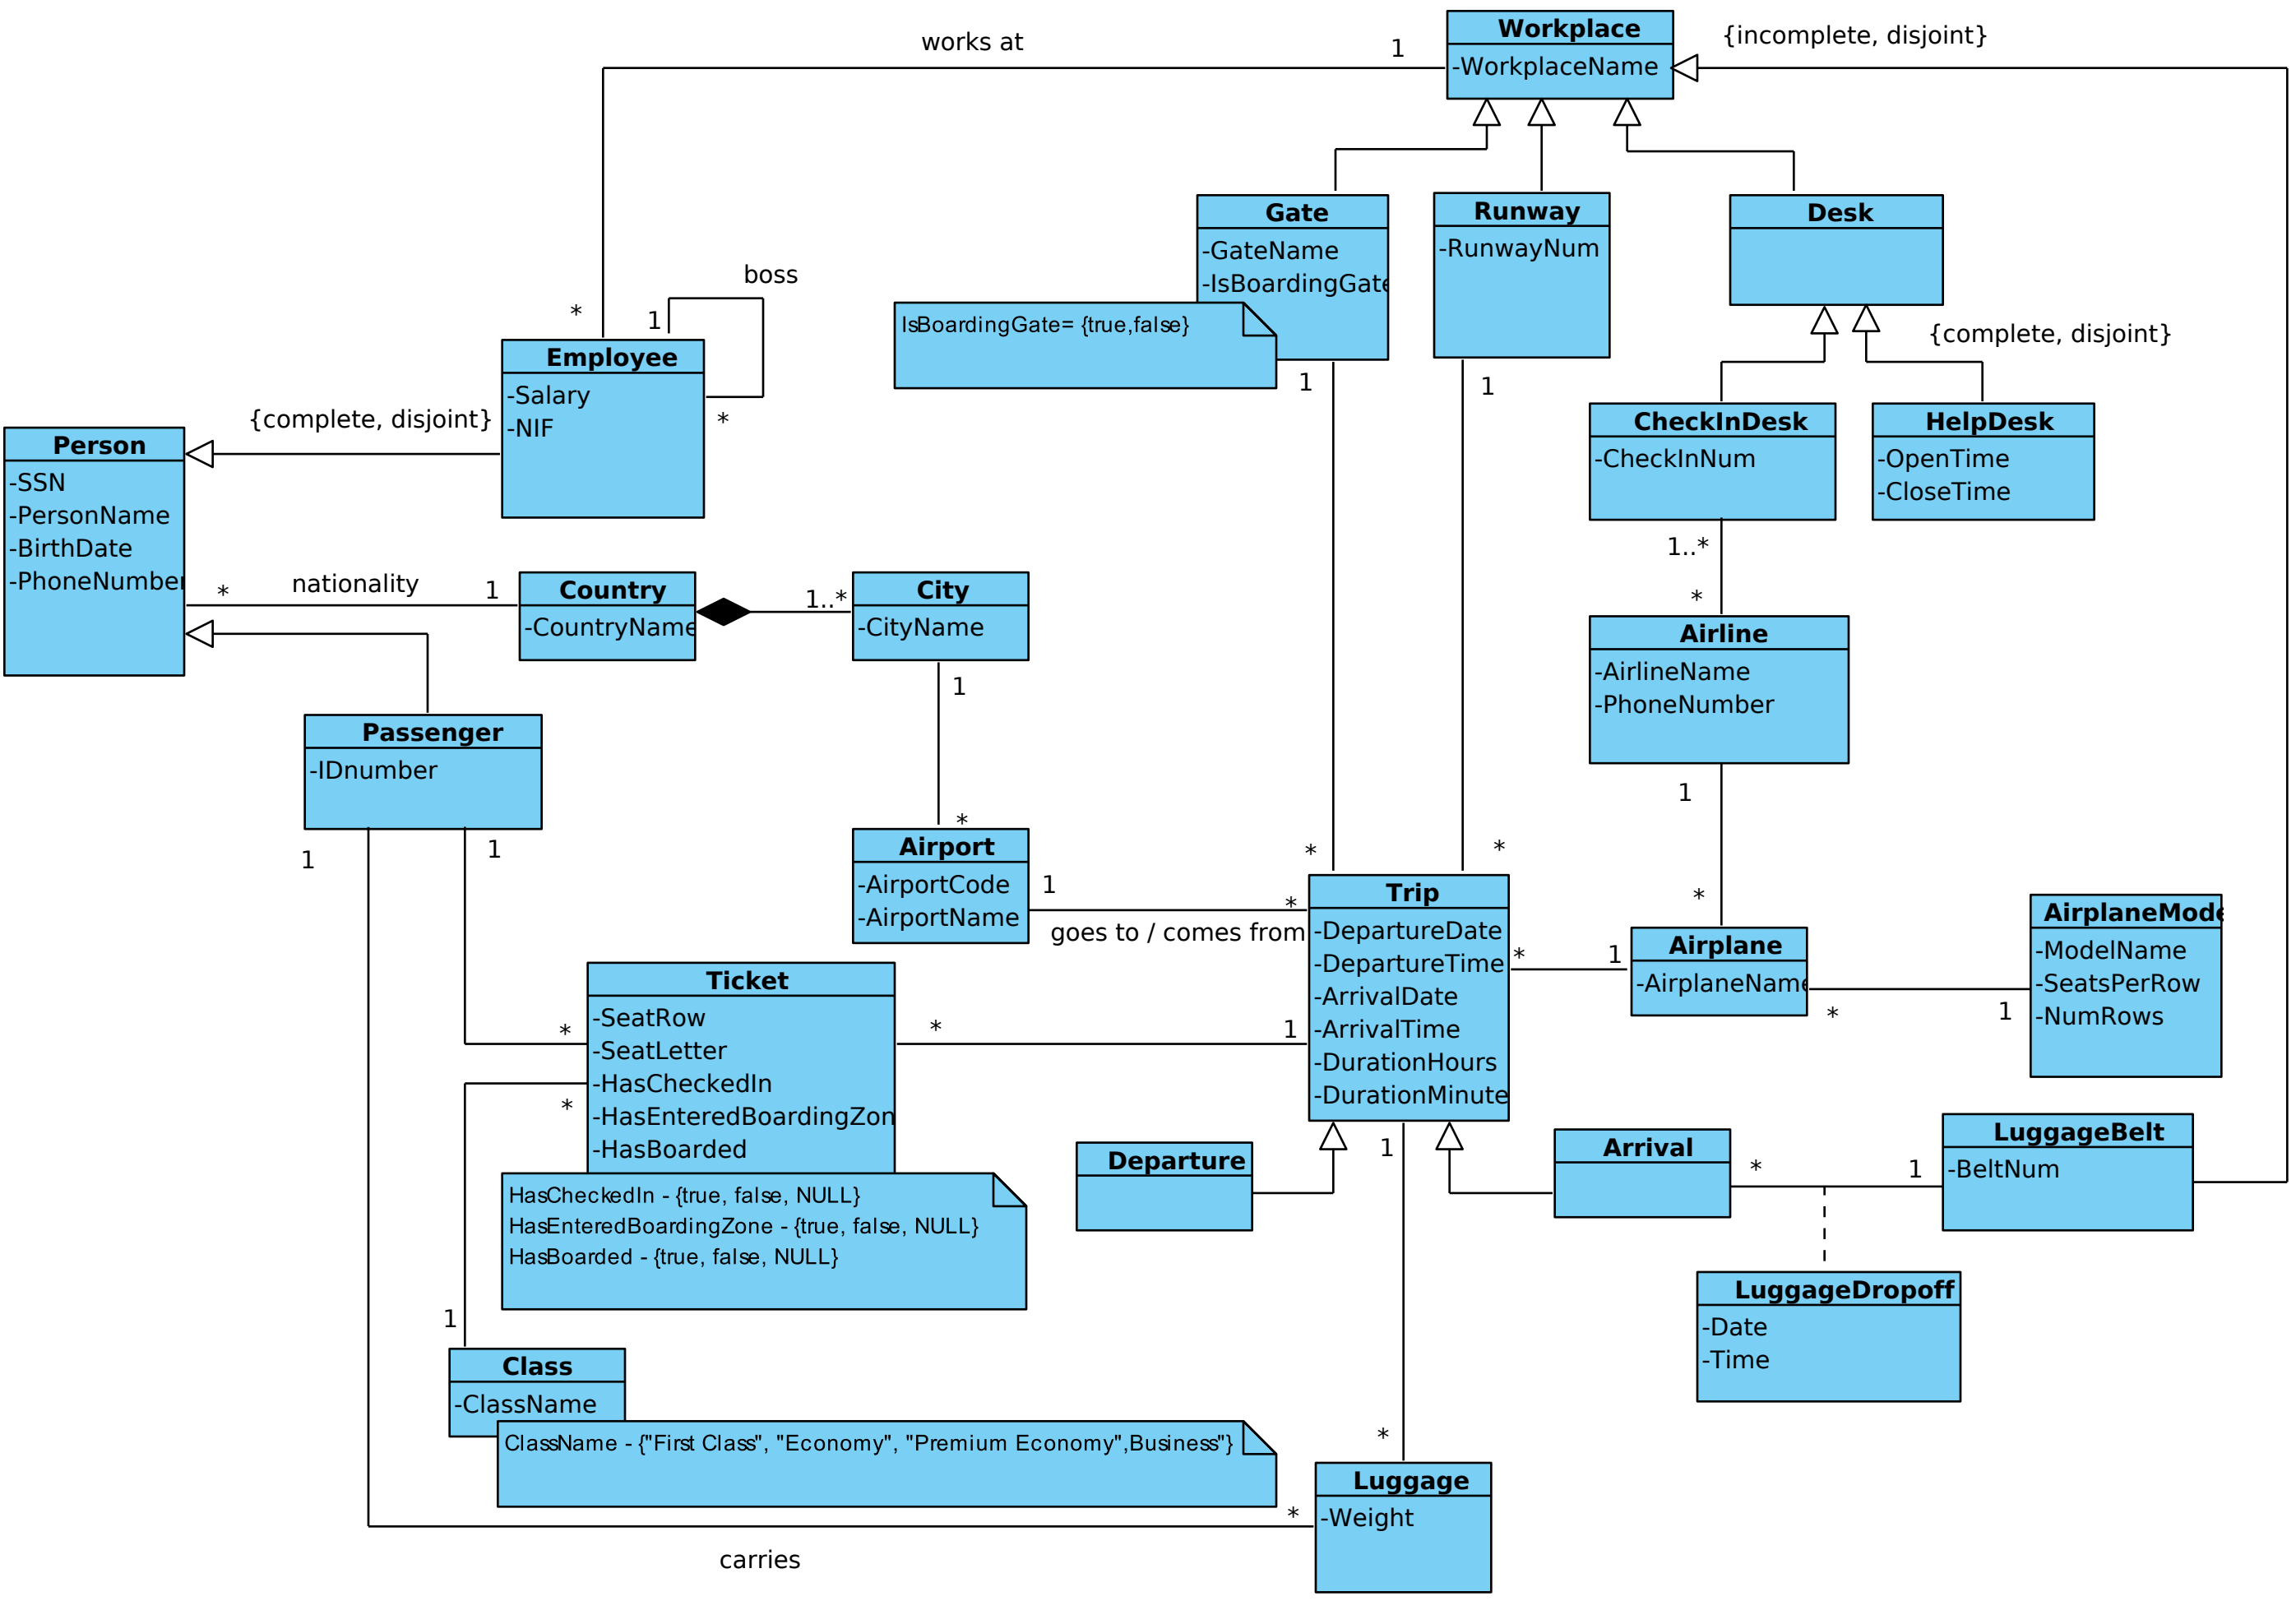 works at
1
Workplace
-WorkplaceName
{incomplete, disjoint}
Gate
-GateName
-IsBoardingGate
IsBoardingGate= {true,false}
1
Runway
-RunwayNum
1
Desk
{complete, disjoint}
boss
*
1
Employee
-Salary
-NIF
*
{complete, disjoint}
Person
-SSN
-PersonName
-BirthDate
-PhoneNumber
*
nationality
1
Country
-CountryName
1..*
City
-CityName
1
CheckInDesk
-CheckInNum
1..*
HelpDesk
-OpenTime
-CloseTime
*
Airline
-AirlineName
-PhoneNumber
1
Passenger
-IDnumber
1
1
*
Airport
-AirportCode
-AirportName
1
*
goes to / comes from
*
*
Trip
-DepartureDate
-DepartureTime
-ArrivalDate
-ArrivalTime
-DurationHours
-DurationMinute
*
1
*
Airplane
-AirplaneName
*
1
AirplaneMode
-ModelName
-SeatsPerRow
-NumRows
Ticket
-SeatRow
-SeatLetter
-HasCheckedIn
-HasEnteredBoardingZon
-HasBoarded
*
*
*
1
HasCheckedIn - {true, false, NULL}
HasEnteredBoardingZone - {true, false, NULL}
HasBoarded - {true, false, NULL}
Departure
1
Arrival
*
1
LuggageBelt
-BeltNum
LuggageDropoff
-Date
-Time
1
Class
-ClassName
ClassName - {"First Class", "Economy", "Premium Economy",Business"}
*
Luggage
-Weight
*
carries